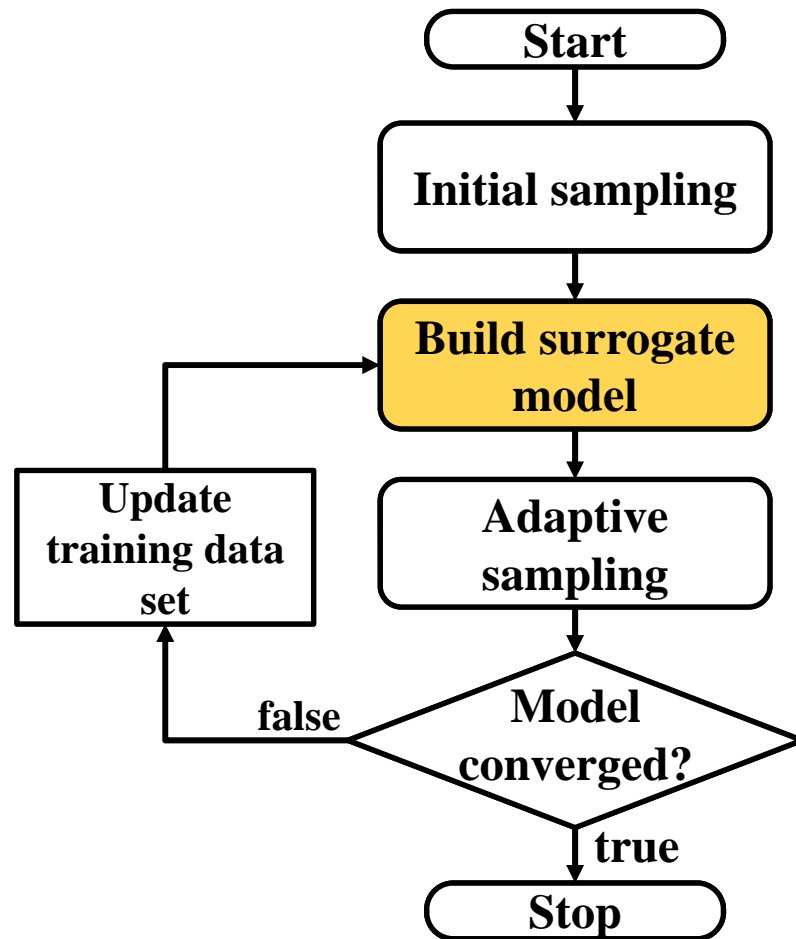 Start
Initial sampling
Build surrogate
model
Adaptive
sampling
Update
training data
set
Model
converged?
false
true
Stop